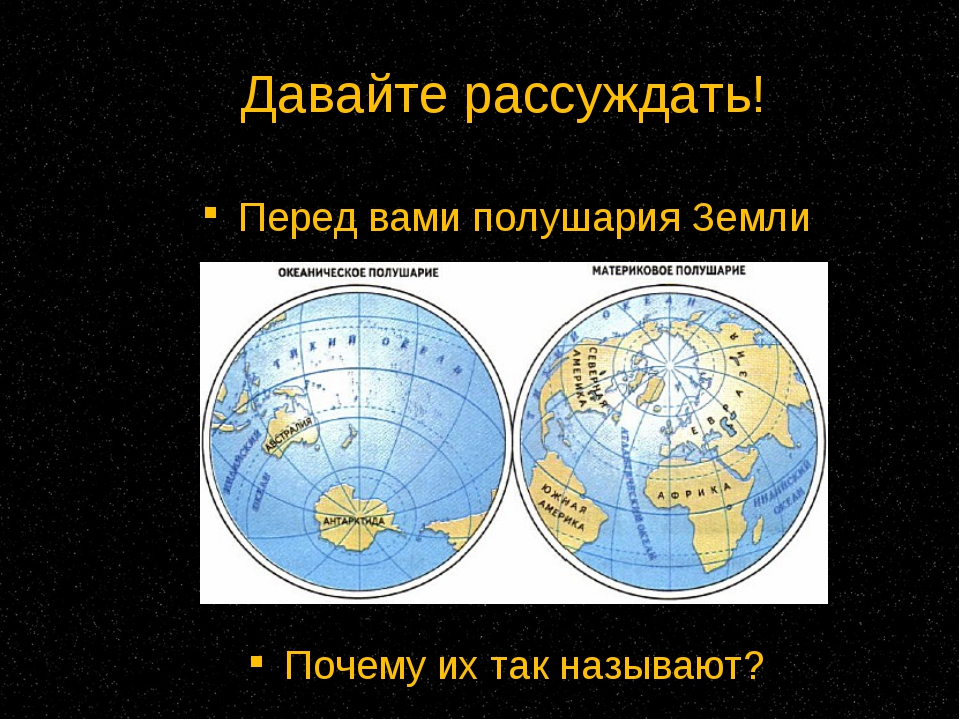 Давайте рассуждать!
Перед вами полушария Земли
ОКЕАНИЧЕСКОЕ ПОЛУШАРИЕ
ТИХИЙ ОКЕАН
АВСТРАЛИЯ
ИНДИЙСКИЙ
ОКЕАН
АНТАРКТИДА
МАТЕРИКОВОЕ ПОЛУШАРИЕ
ОКЕАН
СЕВЕРНАЯ
АМЕРИКА
ЕВРАЗИЯ
АТЛАНТИЧЕСКИЙ ОКЕАН
ЮЖНАЯ
АМЕРИКА
АФРИКА
ИНДИЙСКИЙ
ОКЕАН
Почему их так называют?